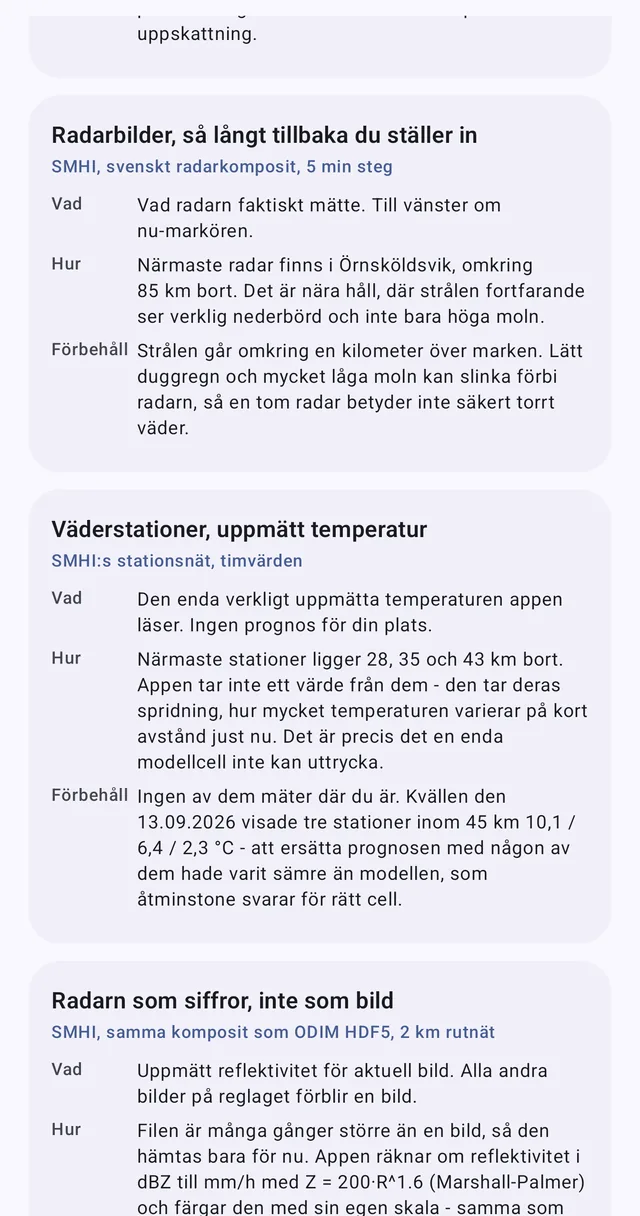 uppskattning.
Radarbilder, så långt tillbaka du ställer in
SMHI, svenskt radarkomposit, 5 min steg
Vad
Vad radarn faktiskt mätte. Till vänster om
nu-markören.
Hur
Närmaste radar finns i Örnsköldsvik, omkring
85 km bort. Det är nära håll, där strålen fortfarande
ser verklig nederbörd och inte bara höga moln.
Förbehåll
Strålen går omkring en kilometer över marken. Lätt
duggregn och mycket låga moln kan slinka förbi
radarn, så en tom radar betyder inte säkert torrt
väder.
Väderstationer, uppmätt temperatur
SMHI:s stationsnät, timvärden
Vad
Den enda verkligt uppmätta temperaturen appen
läser. Ingen prognos för din plats.
Hur
Närmaste stationer ligger 28, 35 och 43 km bort.
Appen tar inte ett värde från dem - den tar deras
spridning, hur mycket temperaturen varierar på kort
avstånd just nu. Det är precis det en enda
modellcell inte kan uttrycka.
Förbehåll
Ingen av dem mäter där du är. Kvällen den
13.09.2026 visade tre stationer inom 45 km 10,1 /
6,4 / 2,3 °C - att ersätta prognosen med någon av
dem hade varit sämre än modellen, som
åtminstone svarar för rätt cell.
Radarn som siffror, inte som bild
SMHI, samma komposit som ODIM HDF5, 2 km rutnät
Vad
Uppmätt reflektivitet för aktuell bild. Alla andra
bilder på reglaget förblir en bild.
Hur
Filen är många gånger större än en bild, så den
hämtas bara för nu. Appen räknar om reflektivitet i
dBZ till mm/h med Z = 200·R^1.6 (Marshall-Palmer)
och färgar den med sin egen skala - samma som